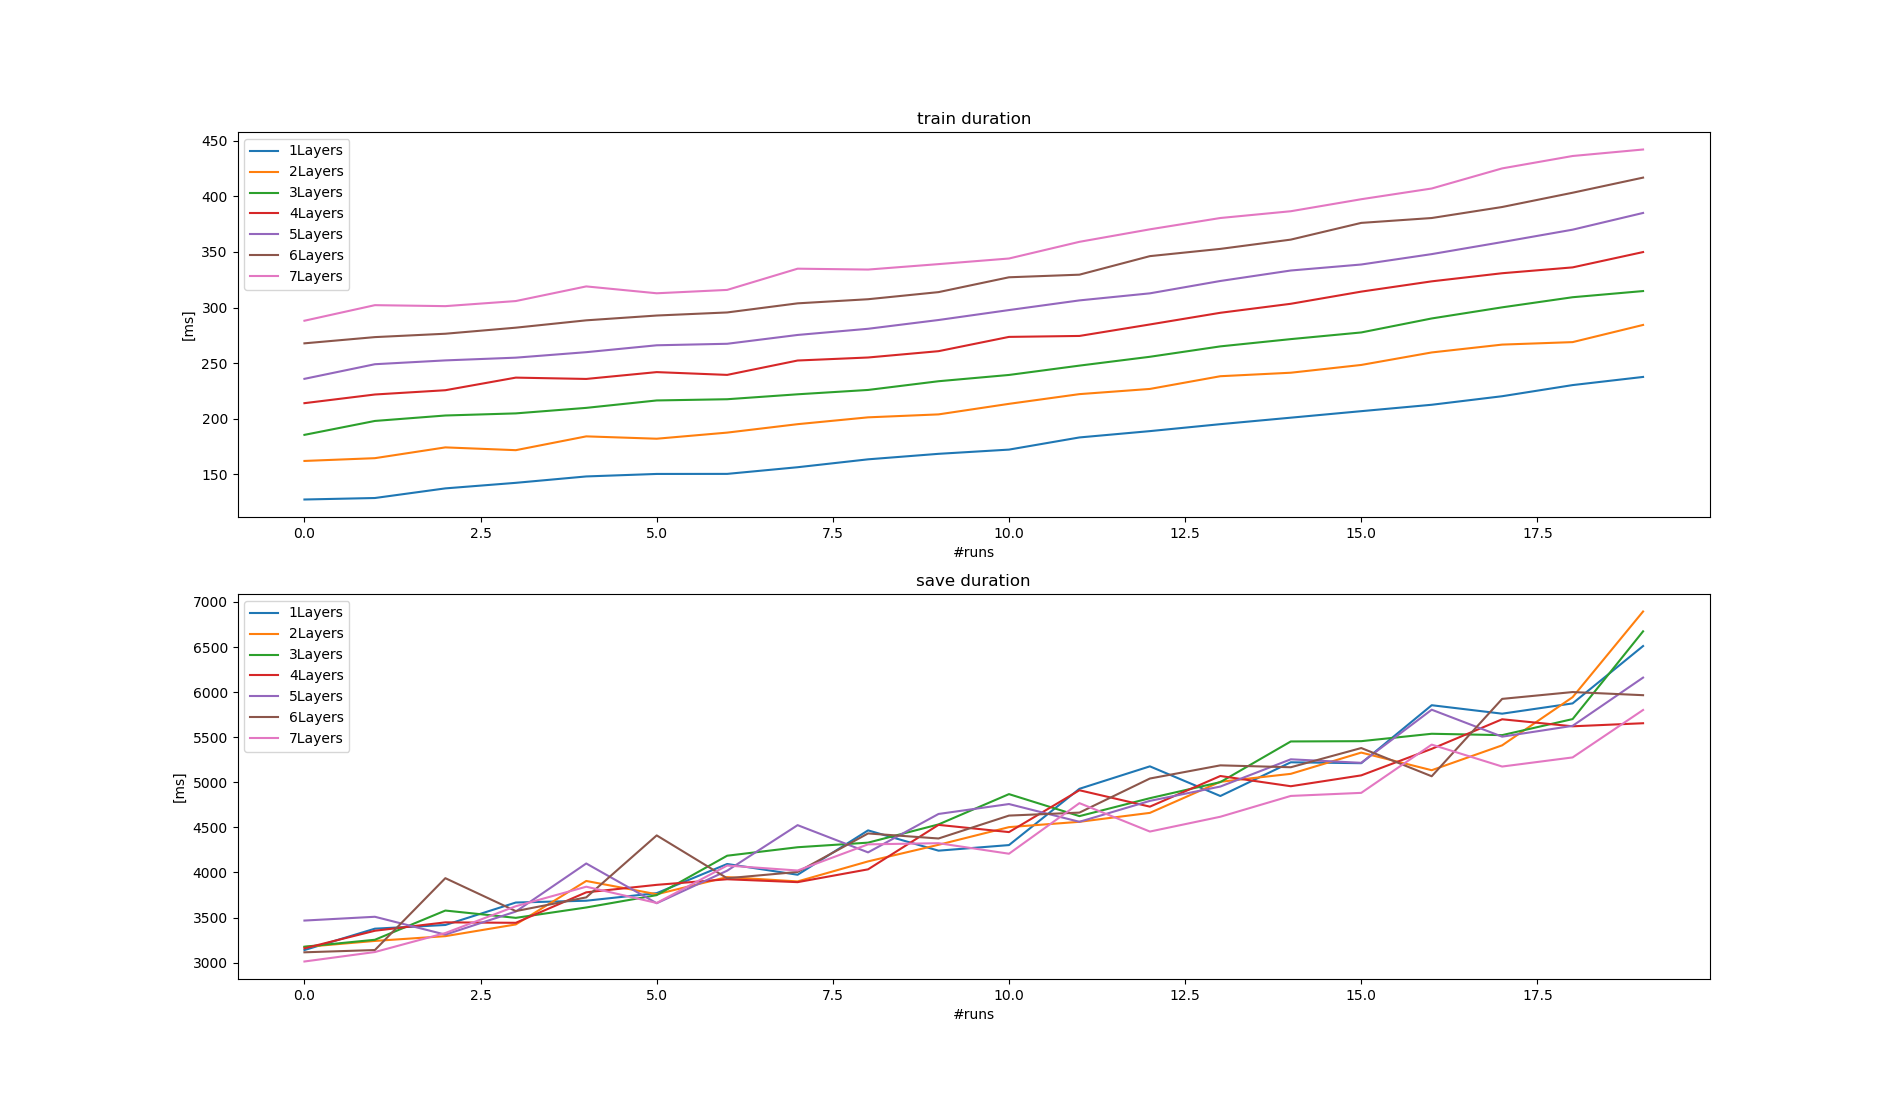 train duration
450
400
350
300
250
200
150
[ms]
1Layers
2Layers
3Layers
4Layers
5Layers
6Layers
7Layers
0.0 2.5 5.0 7.5 10.0 12.5 15.0 17.5
#runs
save duration
7000
6500
6000
5500
5000
4500
4000
3500
3000
[ms]
1Layers
2Layers
3Layers
4Layers
5Layers
6Layers
7Layers
0.0 2.5 5.0 7.5 10.0 12.5 15.0 17.5
#runs